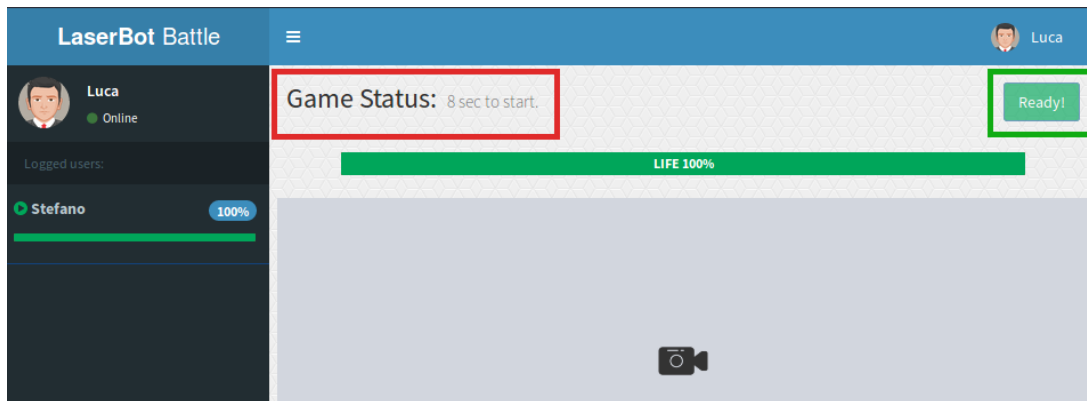 LaserBot Battle
Luca
Luca
Online
Game Status: 8 sec to start.
Ready!
Logged users:
LIFE 100%
Stefano 100%